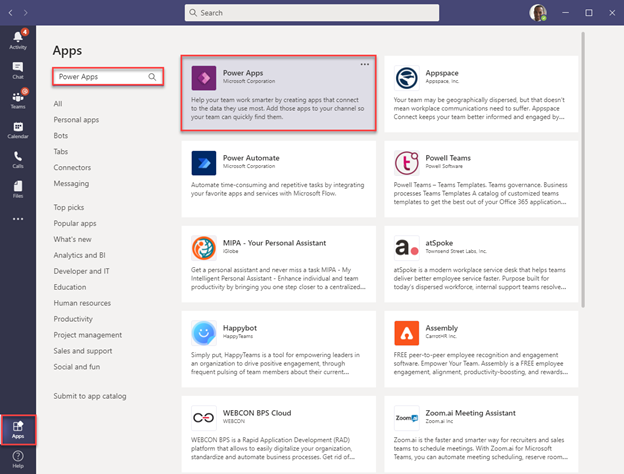 Search
4
Activity
Chat
Teams
Calendar
Calls
Files
Apps
Help
Apps
Power Apps
All
Personal apps
Bots
Tabs
Connectors
Messaging
Top picks
Popular apps
What's new
Analytics and BI
Developer and IT
Education
Human resources
Productivity
Project management
Sales and support
Social and fun
Submit to app catalog
Power Apps
Microsoft Corporation
Help your team work smarter by creating apps that connect
to the data they use most. Add those apps to your channel so
your team can quickly find them.
Appspace
Appspace, Inc.
Your team may be geographically dispersed, but that doesn't
mean workplace communications need to suffer. Appspace
Connect keeps your team better informed and engaged by...
Power Automate
Microsoft Corporation
Automate time-consuming and repetitive tasks by integrating
your favorite apps and services with Microsoft Flow.
Powell Teams
Powell Software
Powell Teams – Teams Templates. Teams governance. Business
processes Teams Templates A catalog of customized teams
templates to get the best out of your Office 365 application...
MIPA - Your Personal Assistant
iGlobe
Get a personal assistant and never miss a task MIPA - My
Intelligent Personal Assistant - Enhance individual and team
productivity by bringing you one step closer to a centralized...
atSpoke
Townsend Street Labs, Inc.
atSpoke is a modern workplace service desk that helps teams
deliver better employee service faster. Purpose built for
today's dispersed workforce, internal support teams resolve...
Happybot
HappyTeams
Simply put, HappyTeams is a tool for empowering leaders in
an organization to drive positive engagement, through
frequent pulsing of team members about their current...
Assembly
CarrotHR Inc.
FREE peer-to-peer employee recognition and engagement
software. Empower Your Team. Assembly is a FREE employee
engagement, alignment, productivity-boosting, and rewards...
WEBCON BPS Cloud
WEBCON
WEBCON BPS is a Rapid Application Development (RAD)
platform that allows to easily digitalize your organization,
standardize and automate business processes. Get rid of...
Zoom.ai
Zoom.ai Meeting Assistant
Zoom.ai Inc
Zoom.ai is the faster and smarter way for recruiters and sales
teams to schedule meetings. With Zoom.ai for Microsoft
Teams, you can automate meeting scheduling, reserve room...